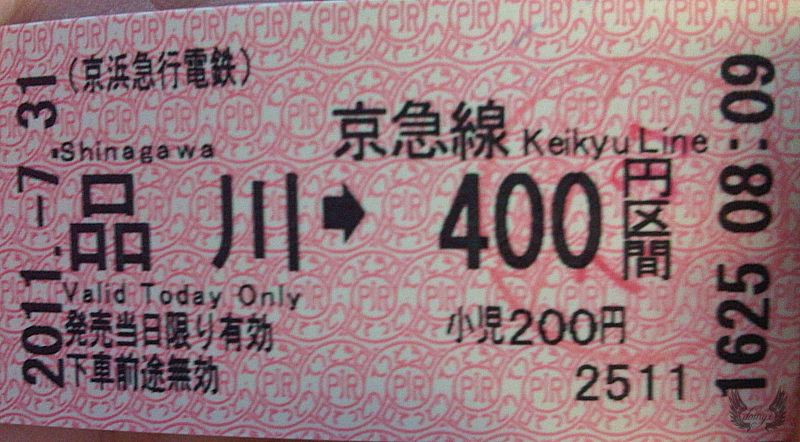 2011.-7.31
(京浜急行電鉄)
京急線 Keikyu Line
Shinagawa
品川➡400円区間
Valid Today Only
発売当日限り有効
小児200円
下車前途無効
2511
1625 08:09